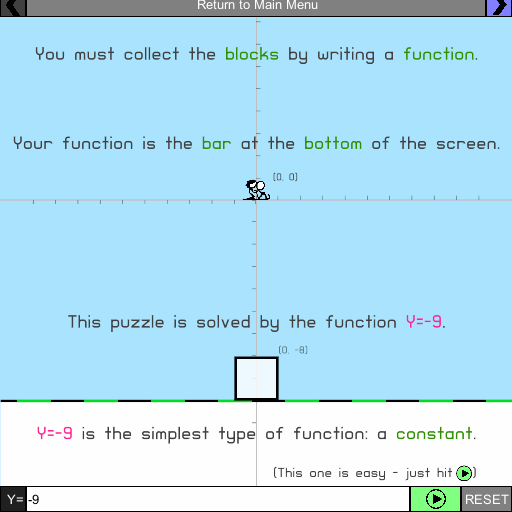 Return to Main Menu
You must collect the blocks by writing a function.
Your function is the bar at the bottom of the screen.
(0, 0)
This puzzle is solved by the function Y=-9.
(0, -8)
Y=-9 is the simplest type of function: a constant.
(This one is easy - just hit )
Y= -9 RESET